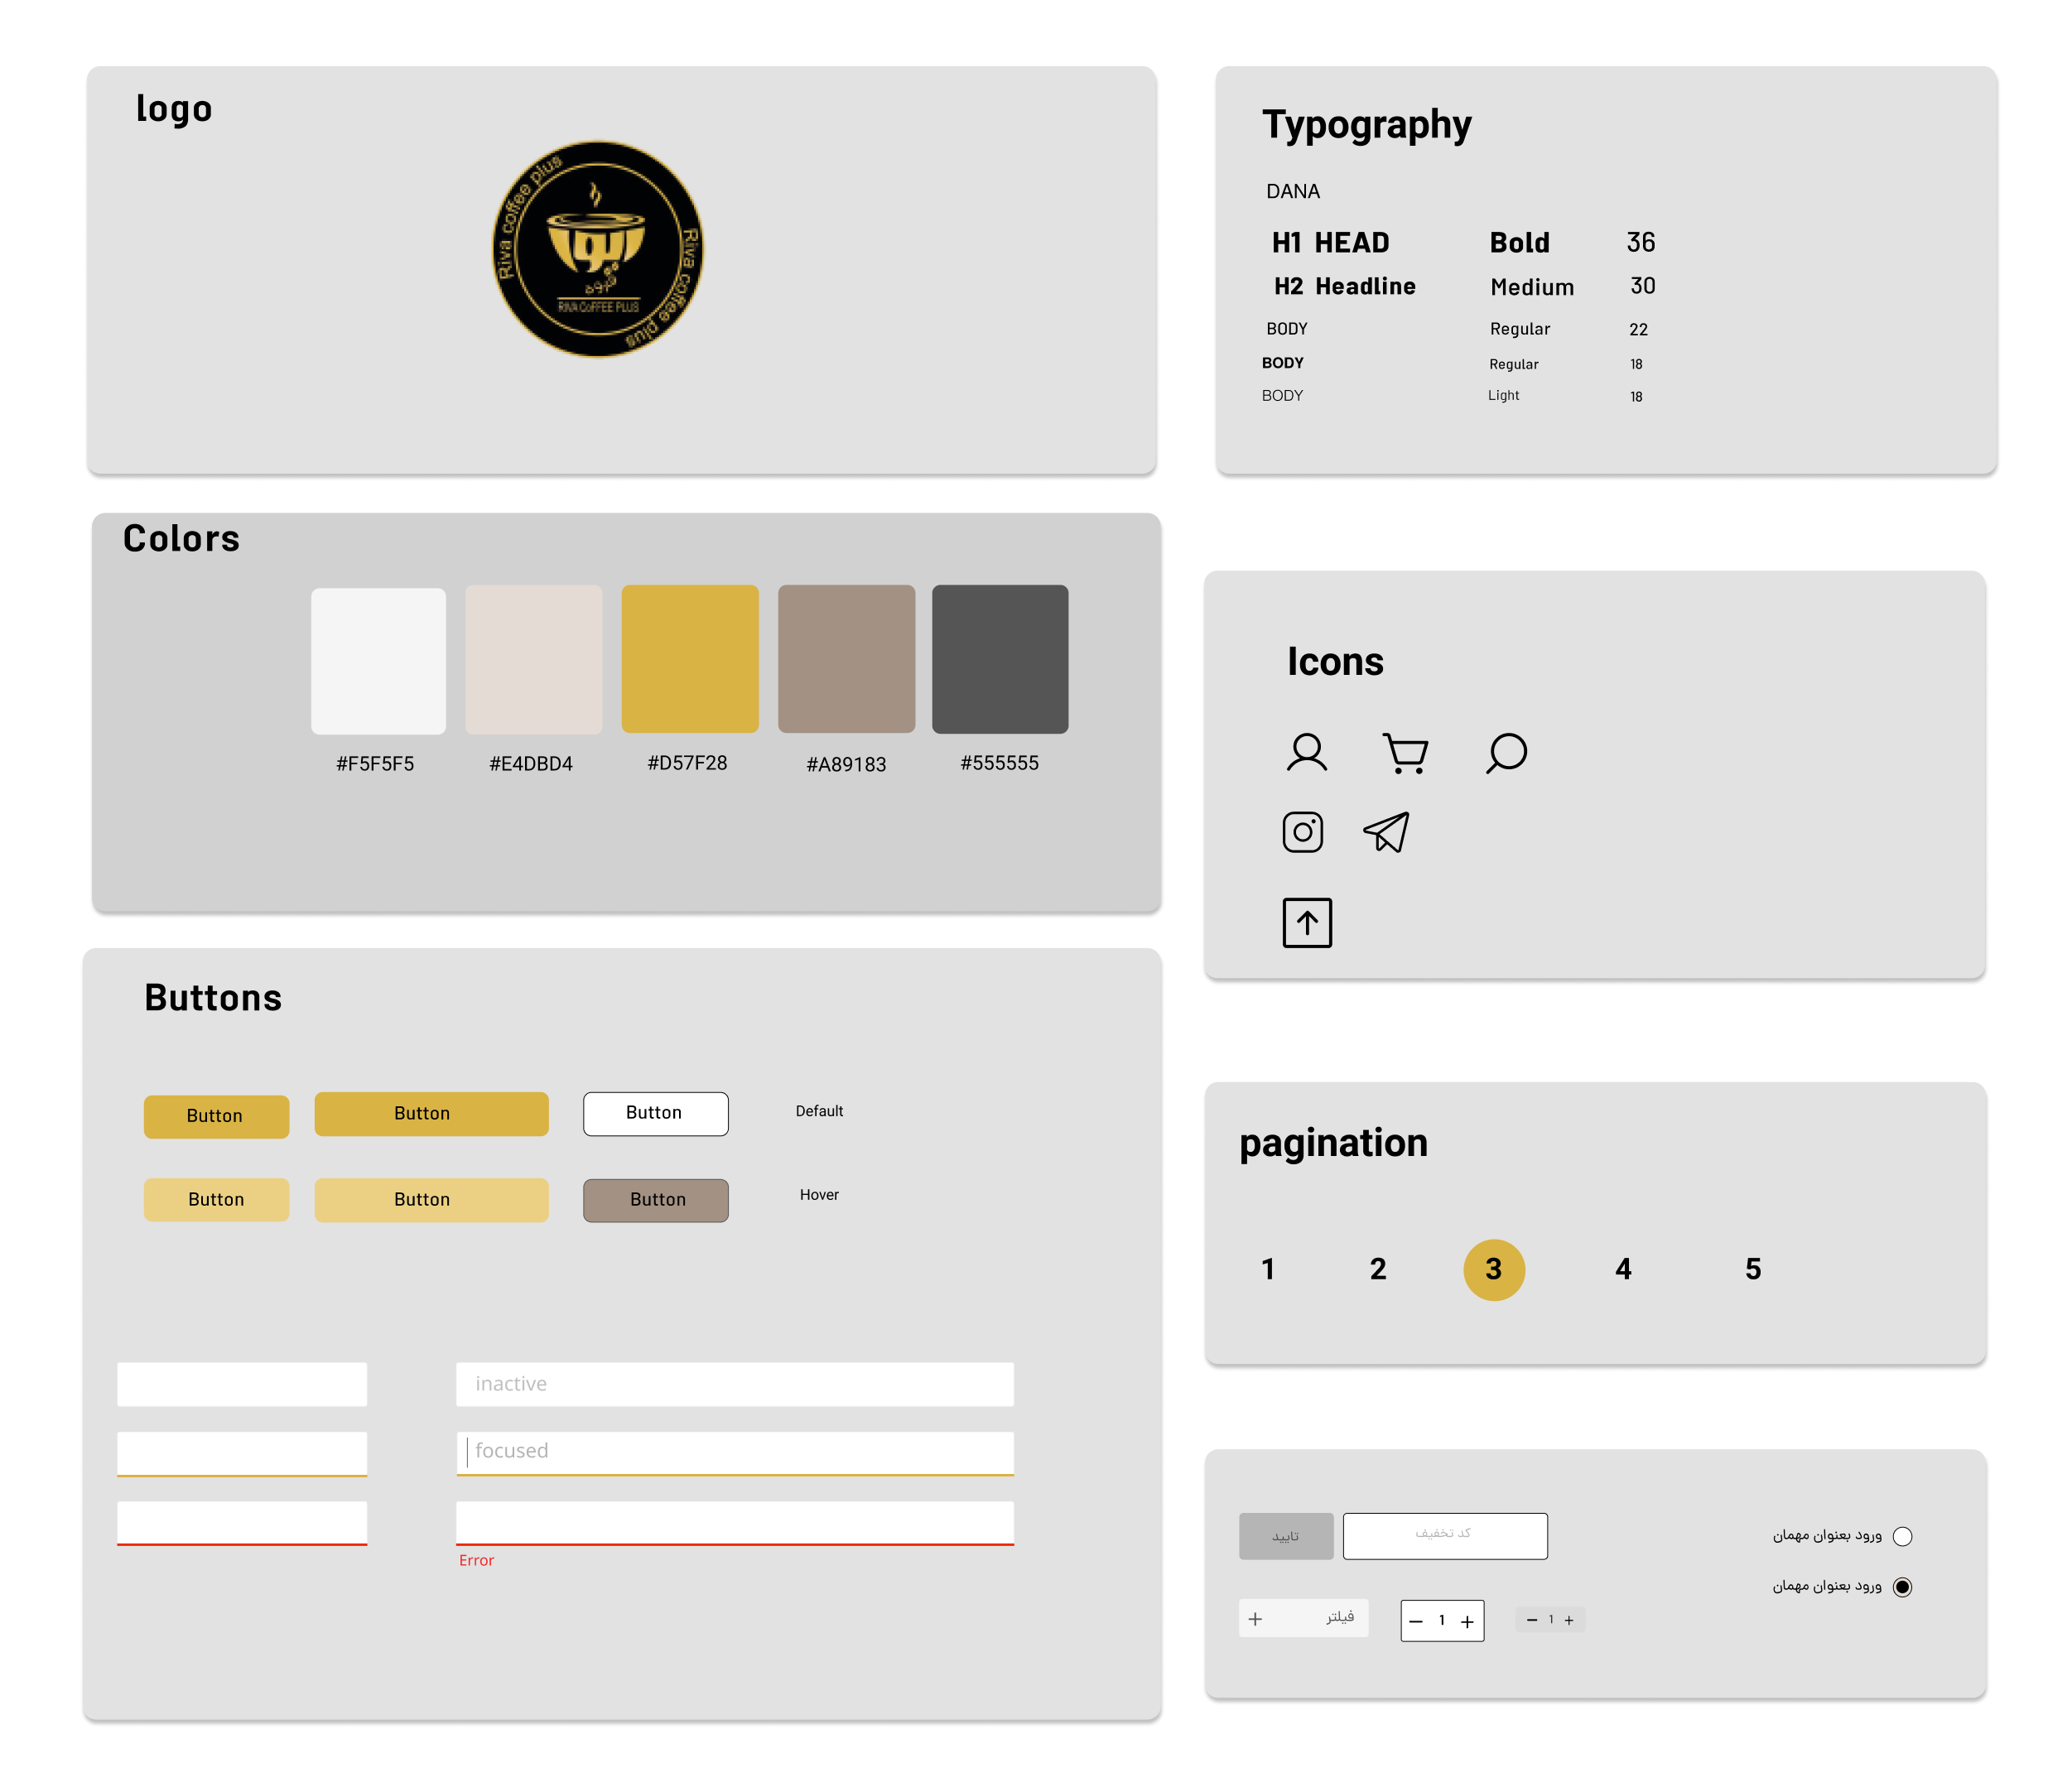 logo
Riva coffee plus
ریوا
قهوه
RIVA COFFEE PLUS
Riva coffee plus
Typography
DANA
H1 HEAD Bold 36
H2 Headline Medium 30
BODY Regular 22
BODY Regular 18
BODY Light 18
Colors
#F5F5F5 #E4DBD4 #D57F28 #A89183 #555555
Icons
Buttons
Button Button Button Default
Button Button Button Hover
inactive
focused
Error
pagination
1 2 3 4 5
تایید کد تخفیف ورود بعنوان مهمان
ورود بعنوان مهمان
+ فیلتر − 1 + − 1 +